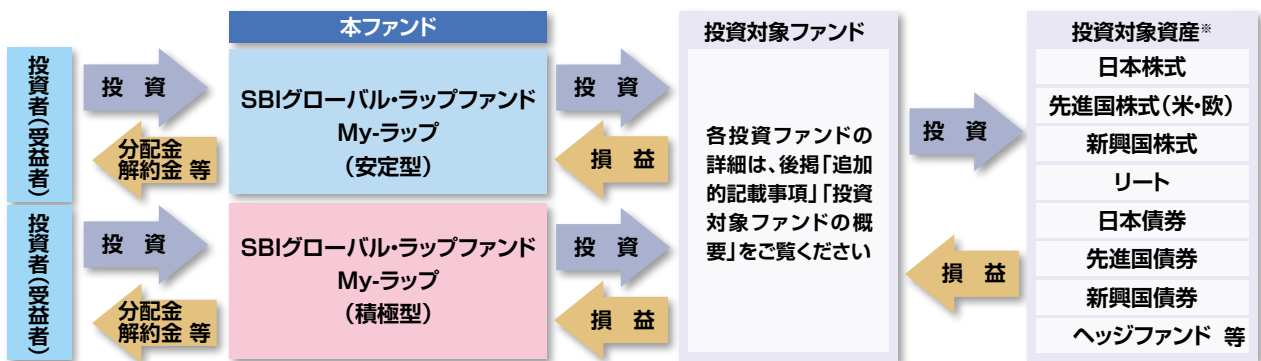 本ファンド
投資者(受益者)
投 資
分配金
解約金 等
SBIグローバル・ラップファンド
My-ラップ
(安定型)
投 資
損 益
投資者(受益者)
投 資
分配金
解約金 等
SBIグローバル・ラップファンド
My-ラップ
(積極型)
投 資
損 益
投資対象ファンド
各投資ファンドの
詳細は、後掲「追加
的記載事項」「投資
対象ファンドの概
要」をご覧ください
投 資
損 益
投資対象資産※
日本株式
先進国株式(米・欧)
新興国株式
リート
日本債券
先進国債券
新興国債券
ヘッジファンド 等